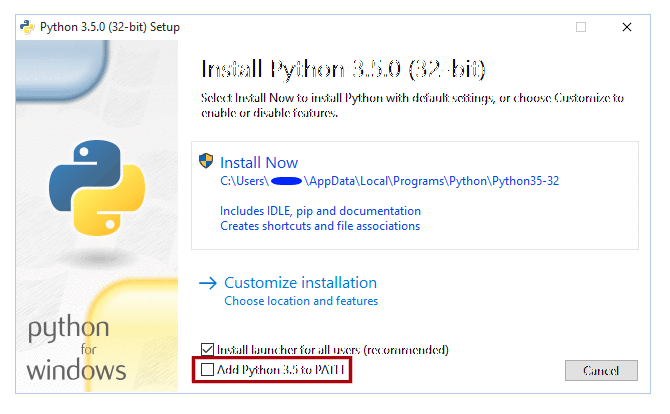 Python 3.5.0 (32-bit) Setup
Install Python 3.5.0 (32-bit)
Select Install Now to install Python with default settings, or choose Customize to
enable or disable features.
Install Now
C:\Users\ \AppData\Local\Programs\Python\Python35-32
Includes IDLE, pip and documentation
Creates shortcuts and file associations
Customize installation
Choose location and features
python
for
windows
Install launcher for all users (recommended)
Add Python 3.5 to PATH
Cancel